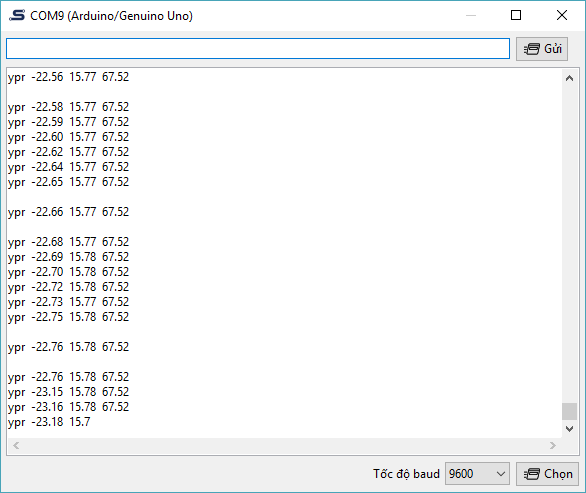 COM9 (Arduino/Genuino Uno)
Gửi
ypr -22.56 15.77 67.52
ypr -22.58 15.77 67.52
ypr -22.59 15.77 67.52
ypr -22.60 15.77 67.52
ypr -22.62 15.77 67.52
ypr -22.64 15.77 67.52
ypr -22.65 15.77 67.52
ypr -22.66 15.77 67.52
ypr -22.68 15.77 67.52
ypr -22.69 15.78 67.52
ypr -22.70 15.78 67.52
ypr -22.72 15.78 67.52
ypr -22.73 15.77 67.52
ypr -22.75 15.78 67.52
ypr -22.76 15.78 67.52
ypr -22.76 15.78 67.52
ypr -23.15 15.78 67.52
ypr -23.16 15.78 67.52
ypr -23.18 15.7
Tốc độ baud 9600 Chọn